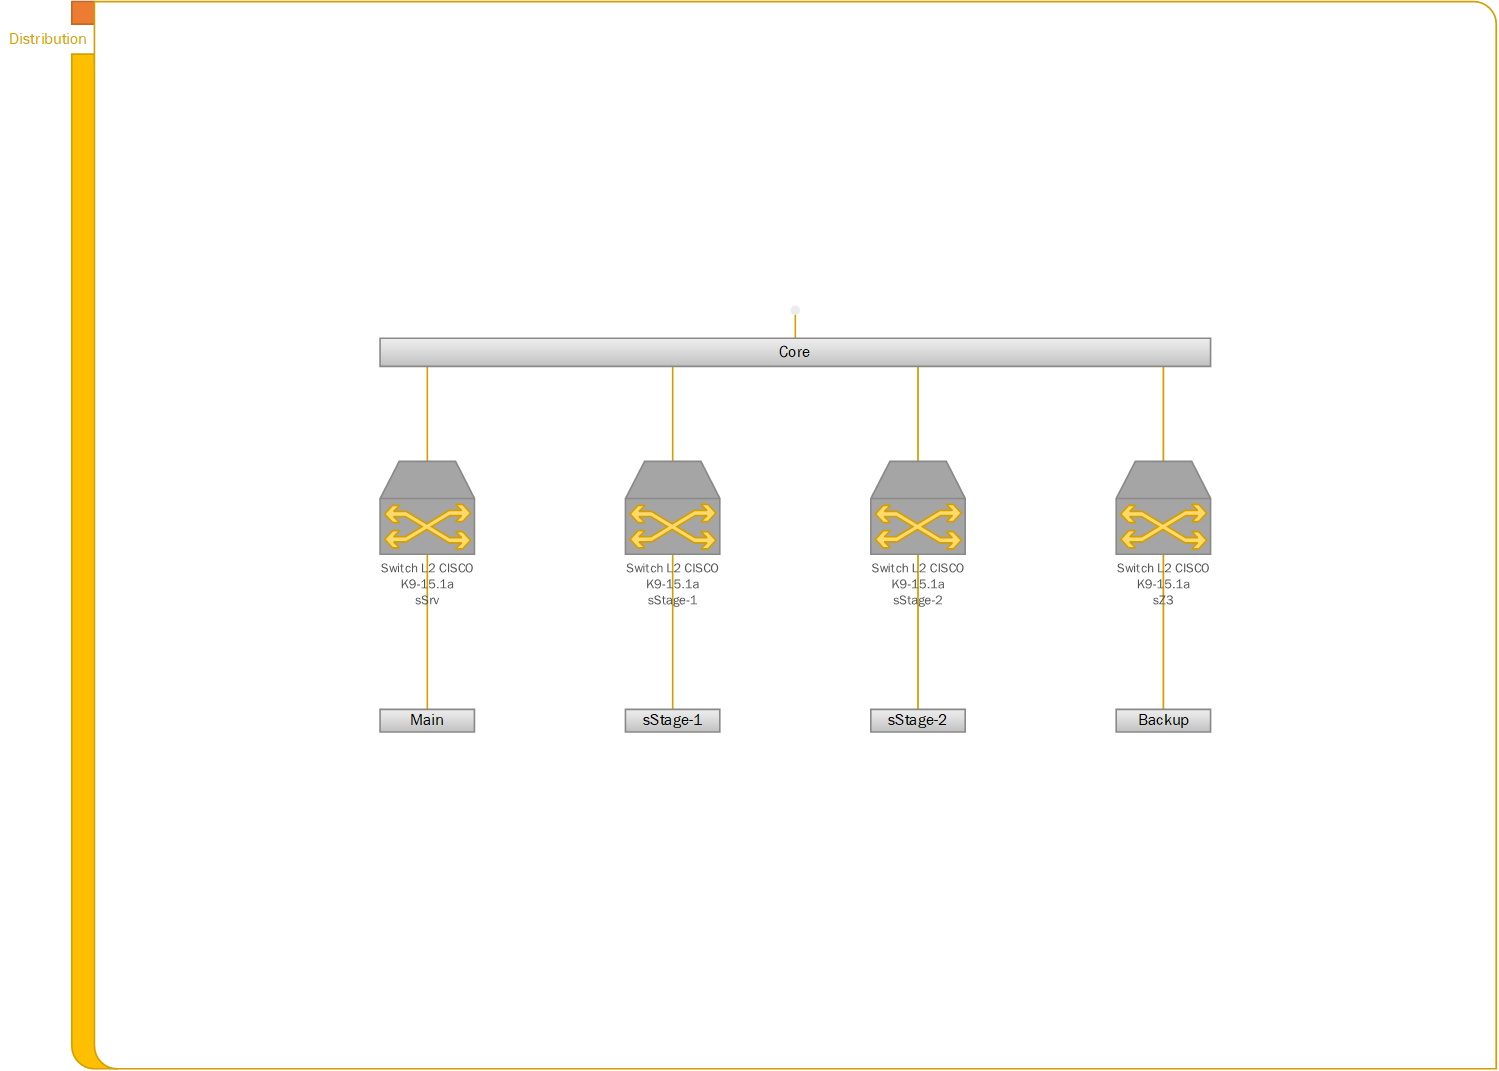 Distribution
Core
Switch L2 CISCO
K9-15.1a
sSrv
Switch L2 CISCO
K9-15.1a
sStage-1
Switch L2 CISCO
K9-15.1a
sStage-2
Switch L2 CISCO
K9-15.1a
sZ3
Main
sStage-1
sStage-2
Backup